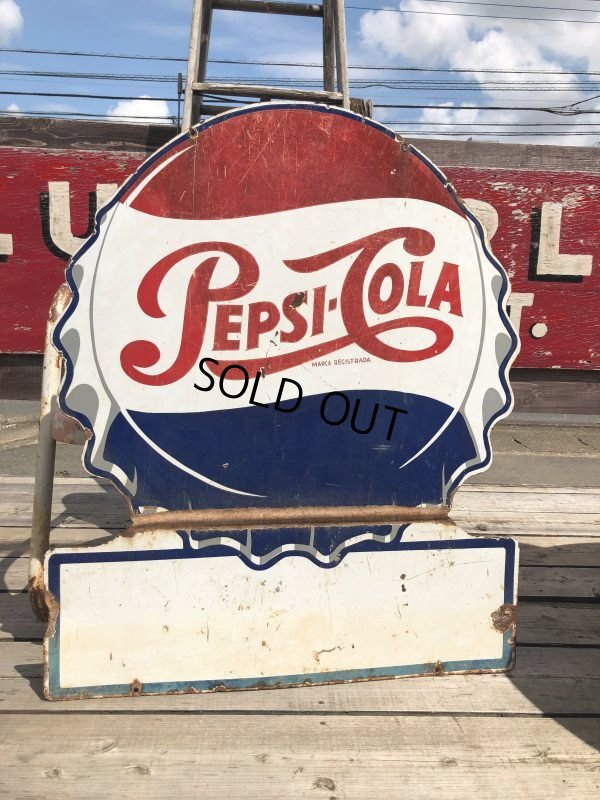 PEPSI-COLA
MARCA REGISTRADA
SOLD OUT